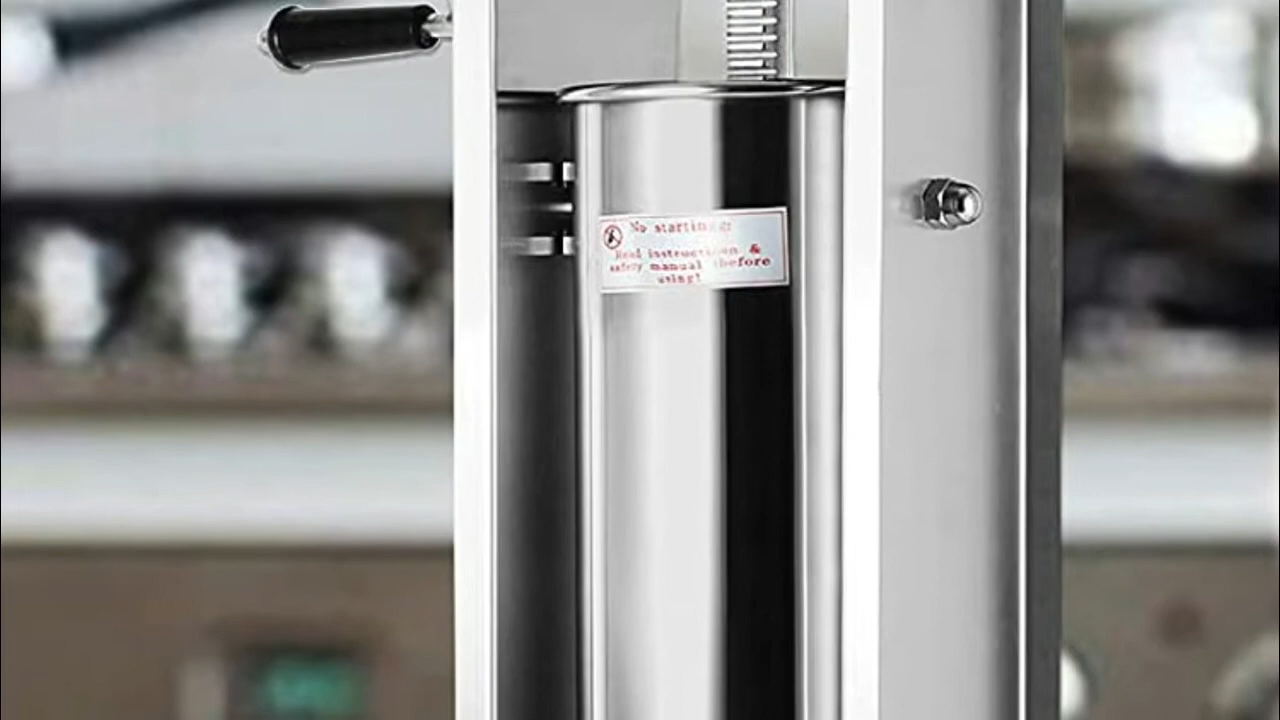 No starting:
Read instruction &
safety manual before
using!